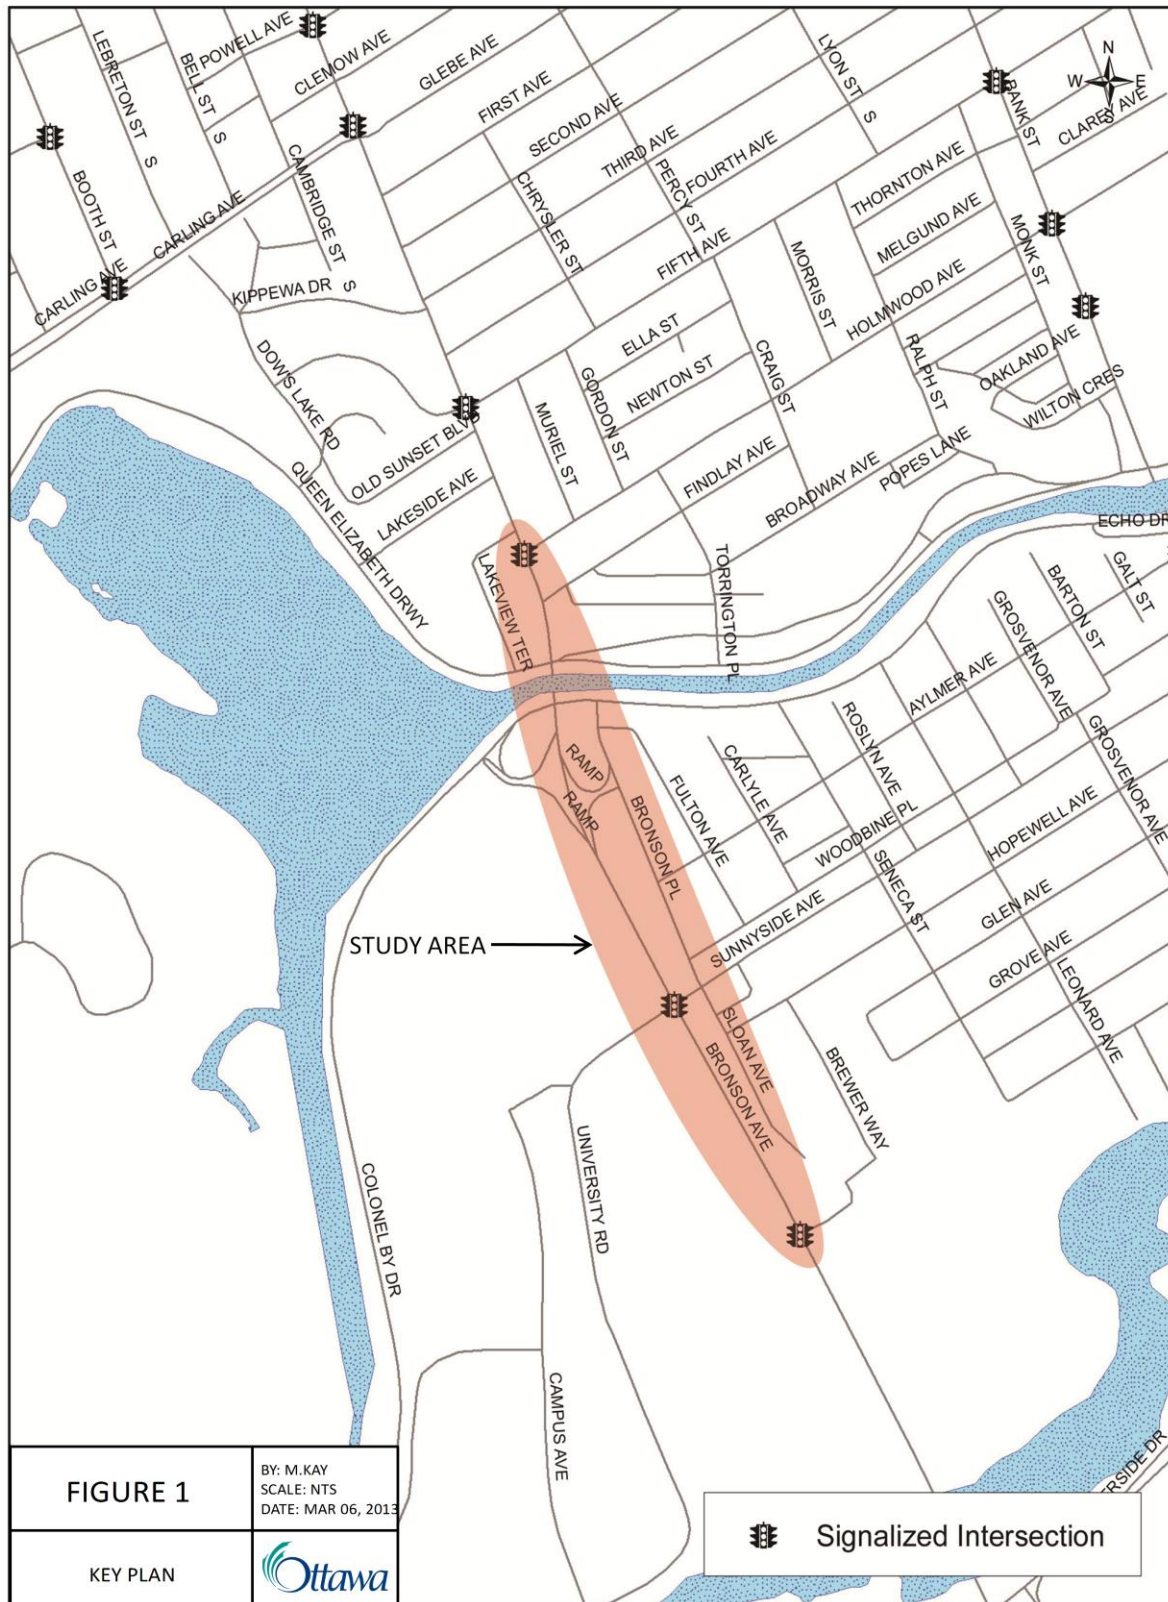 POWELL AVE
LEBRETON ST S
BELL ST S
CLEMOW AVE
GLEBE AVE
LYON ST S
N
W
E
S
BANK ST
CLAREY AVE
FIRST AVE
SECOND AVE
THIRD AVE
FOURTH AVE
PERCY ST
THORNTON AVE
BOOTH ST
CAMBRIDGE ST S
CHRYSLER ST
MELGUND AVE
MONK ST
CARLING AVE
CARLING AVE
FIFTH AVE
MORRIS ST
HOLMWOOD AVE
KIPPEWA DR
DOW'S LAKE RD
ELLA ST
GORDON ST
NEWTON ST
CRAIG ST
RALPH ST
OAKLAND AVE
WILTON CRES
MURIEL ST
OLD SUNSET BLVD
LAKESIDE AVE
QUEEN ELIZABETH DRWY
FINDLAY AVE
BROADWAY AVE
POPES LANE
ECHO DR
LAKEVIEW TER
TORRINGTON PL
GALT ST
BARTON ST
GROSVENOR AVE
AYLMER AVE
ROSLYN AVE
GROSVENOR AVE
RAMP
RAMP
BRONSON PL
FULTON AVE
CARLYLE AVE
WOODBINE PL
HOPEWELL AVE
SENECA ST
GLEN AVE
SUNNYSIDE AVE
STUDY AREA
GROVE AVE
LEONARD AVE
SLOAN AVE
BRONSON AVE
BREWER WAY
UNIVERSITY RD
COLONEL BY DR
CAMPUS AVE
ERSIDE DR
FIGURE 1
BY: M.KAY
SCALE: NTS
DATE: MAR 06, 2013
KEY PLAN
Ottawa
Signalized Intersection